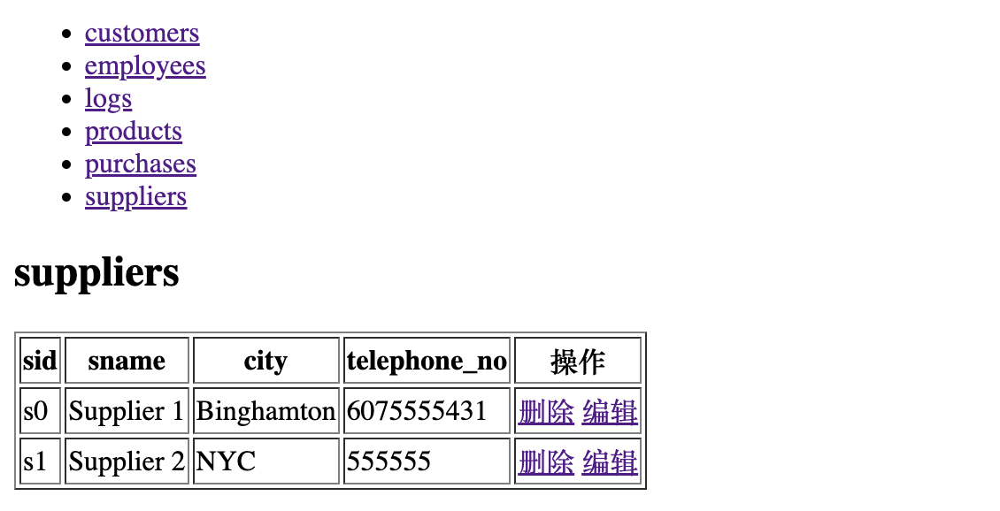 customers
employees
logs
products
purchases
suppliers
suppliers
sid sname city telephone_no 操作
s0 Supplier 1 Binghamton 6075555431 删除 编辑
s1 Supplier 2 NYC 555555 删除 编辑